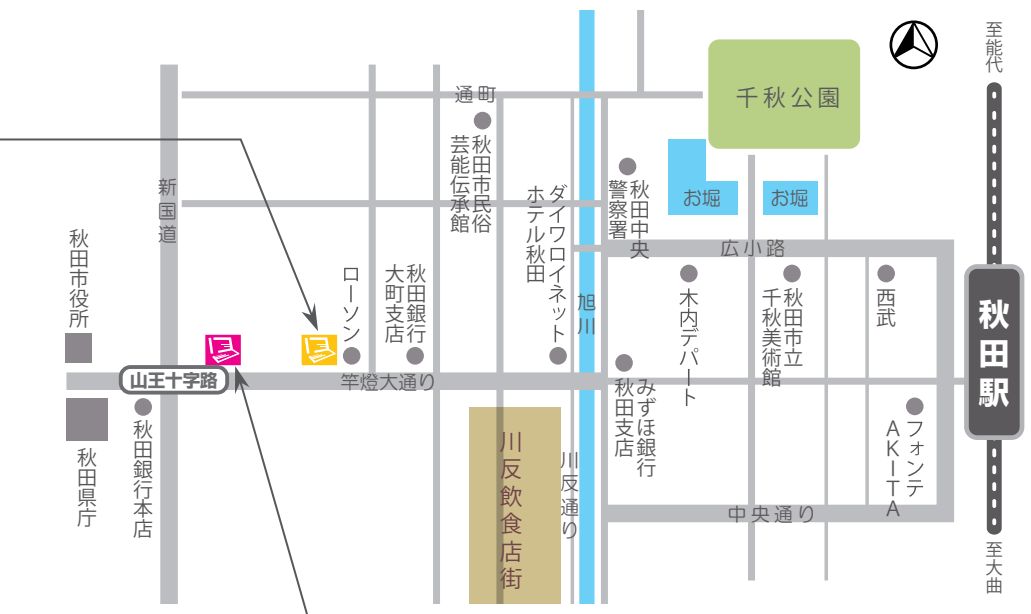 至能代
千秋公園
通町
秋田市民俗
芸能伝承館
新国道
秋田中央
警察署
お堀
お堀
ダイワロイネット
ホテル秋田
広小路
秋田市役所
ローソン
秋田銀行
大町支店
旭川
木内デパート
秋田市立
千秋美術館
西武
秋田駅
山王十字路
竿燈大通り
みずほ銀行
秋田支店
秋田県庁
秋田銀行本店
川反飲食店街
川反通り
フォンテ
AKITA
中央通り
至大曲